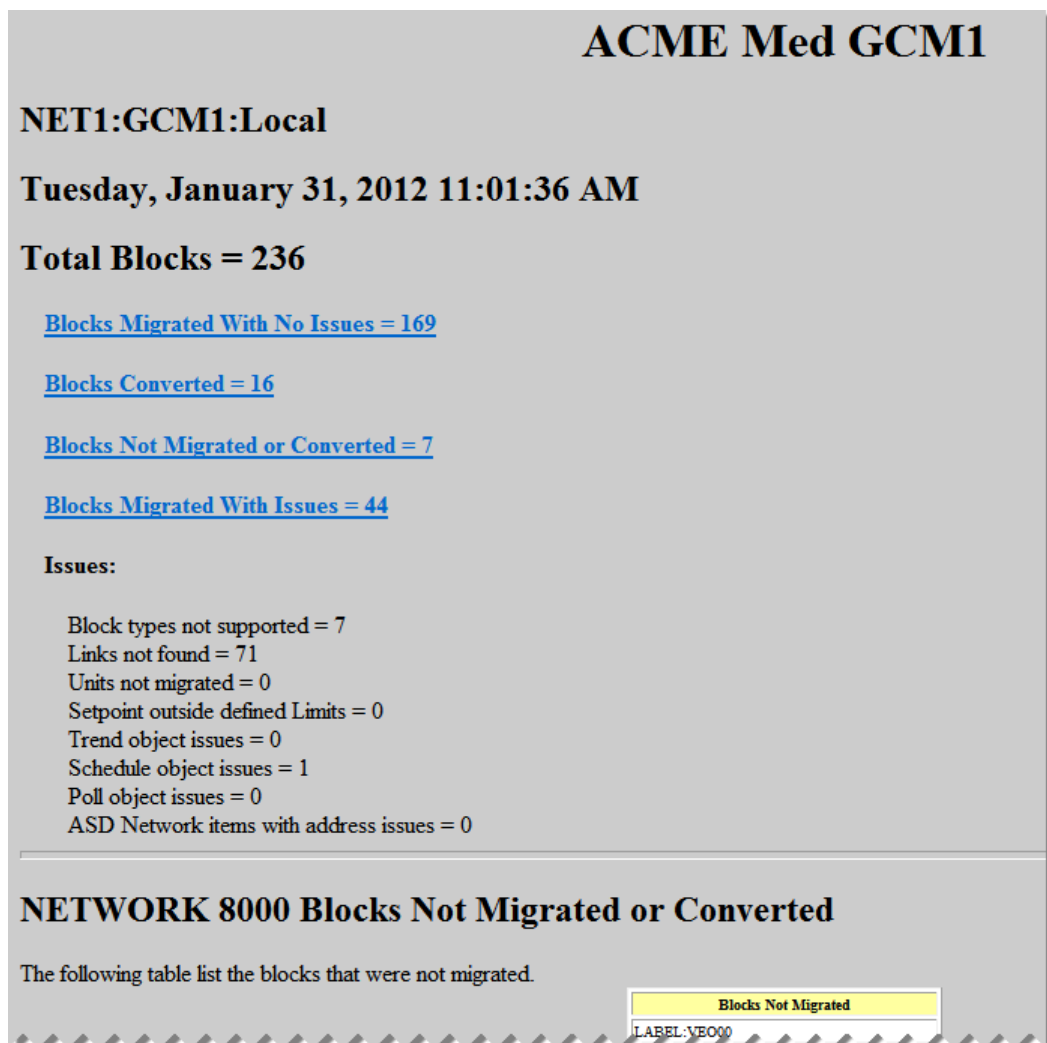 ACME Med GCM1
NET1:GCM1:Local
Tuesday, January 31, 2012 11:01:36 AM
Total Blocks = 236
Blocks Migrated With No Issues = 169
Blocks Converted = 16
Blocks Not Migrated or Converted = 7
Blocks Migrated With Issues = 44
Issues:
Block types not supported = 7
Links not found = 71
Units not migrated = 0
Setpoint outside defined Limits = 0
Trend object issues = 0
Schedule object issues = 1
Poll object issues = 0
ASD Network items with address issues = 0
NETWORK 8000 Blocks Not Migrated or Converted
The following table list the blocks that were not migrated.
Blocks Not Migrated
LABEL:VEO00